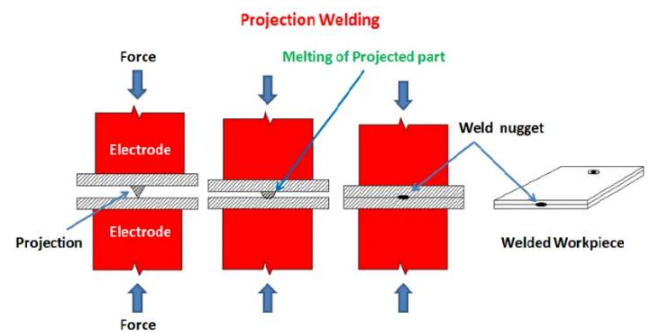 Projection Welding
Force
Melting of Projected part
Electrode
Weld nugget
Projection
Electrode
Welded Workpiece
Force